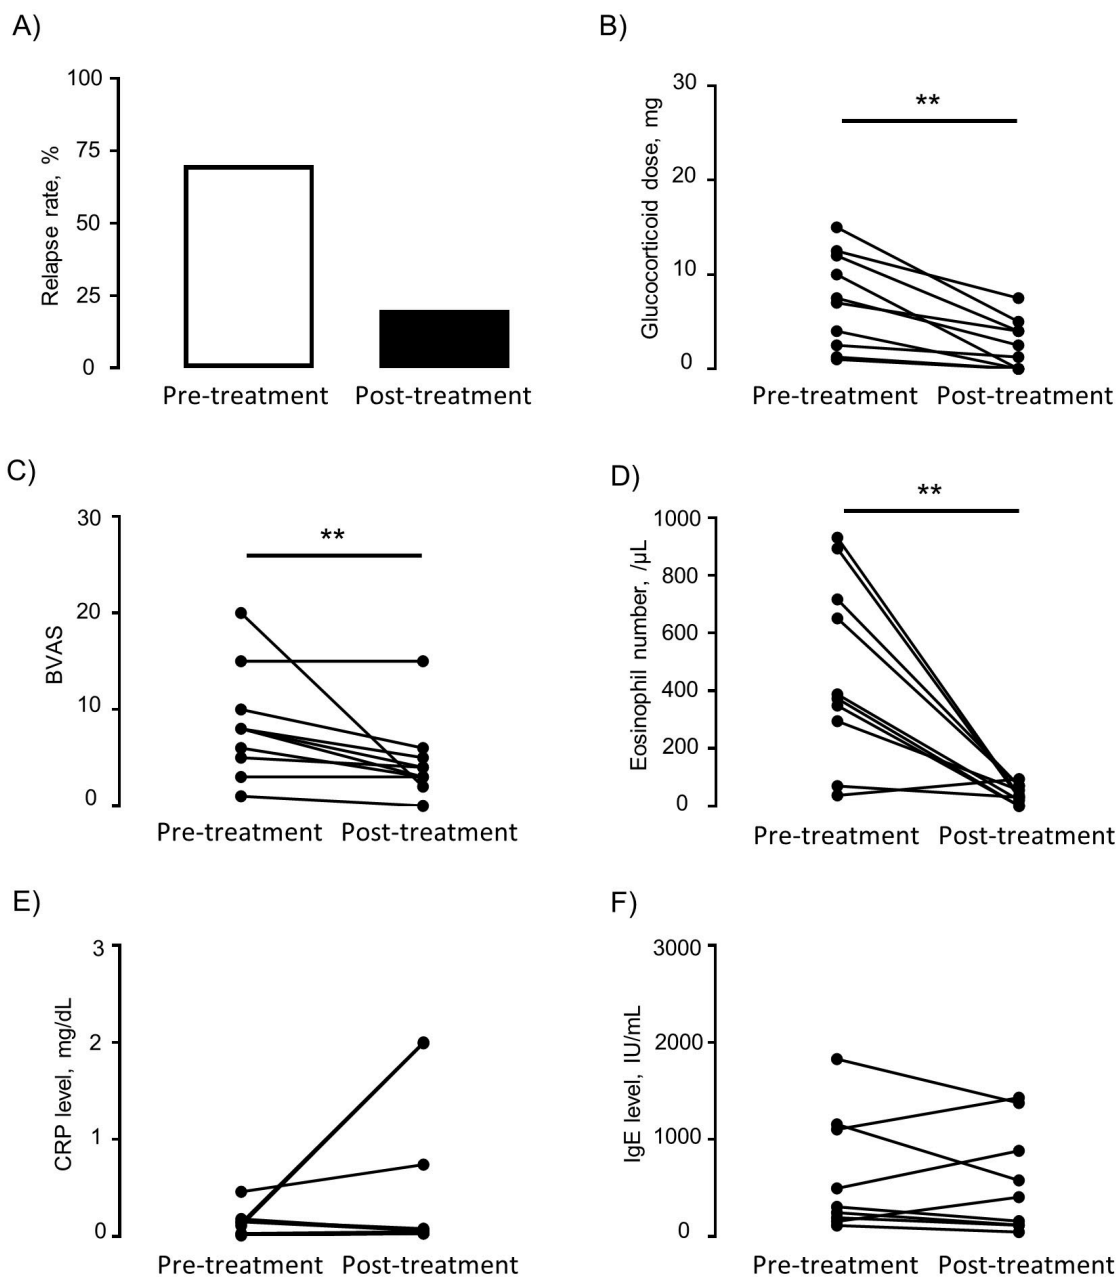 A)
Relapse rate, %
100
75
50
25
0
Pre-treatment Post-treatment
B)
Glucocorticoid dose, mg
30
20
10
0
**
Pre-treatment Post-treatment
C)
BVAS
30
20
10
0
**
Pre-treatment Post-treatment
D)
Eosinophil number, /μL
1000
800
600
400
200
0
**
Pre-treatment Post-treatment
E)
CRP level, mg/dL
3
2
1
0
Pre-treatment Post-treatment
F)
IgE level, IU/mL
3000
2000
1000
0
Pre-treatment Post-treatment